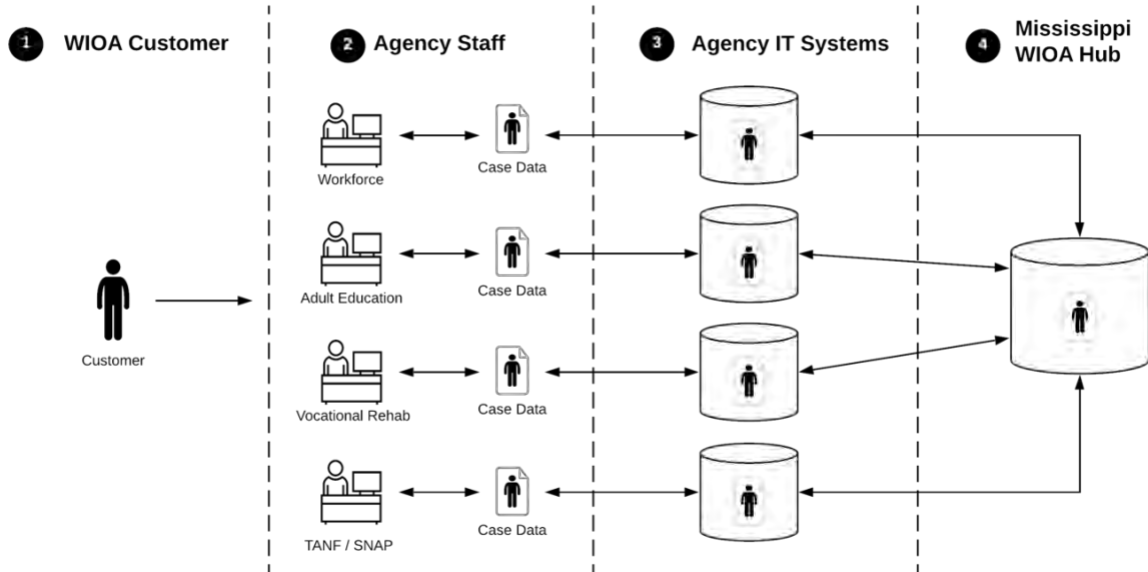 1 WIOA Customer
2 Agency Staff
3 Agency IT Systems
4 Mississippi
WIOA Hub
Customer
Workforce
Case Data
Adult Education
Case Data
Vocational Rehab
Case Data
TANF / SNAP
Case Data